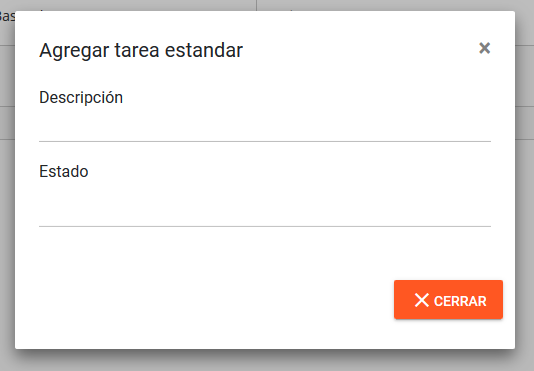 Agregar tarea estandar ×
Descripción
Estado
CERRAR